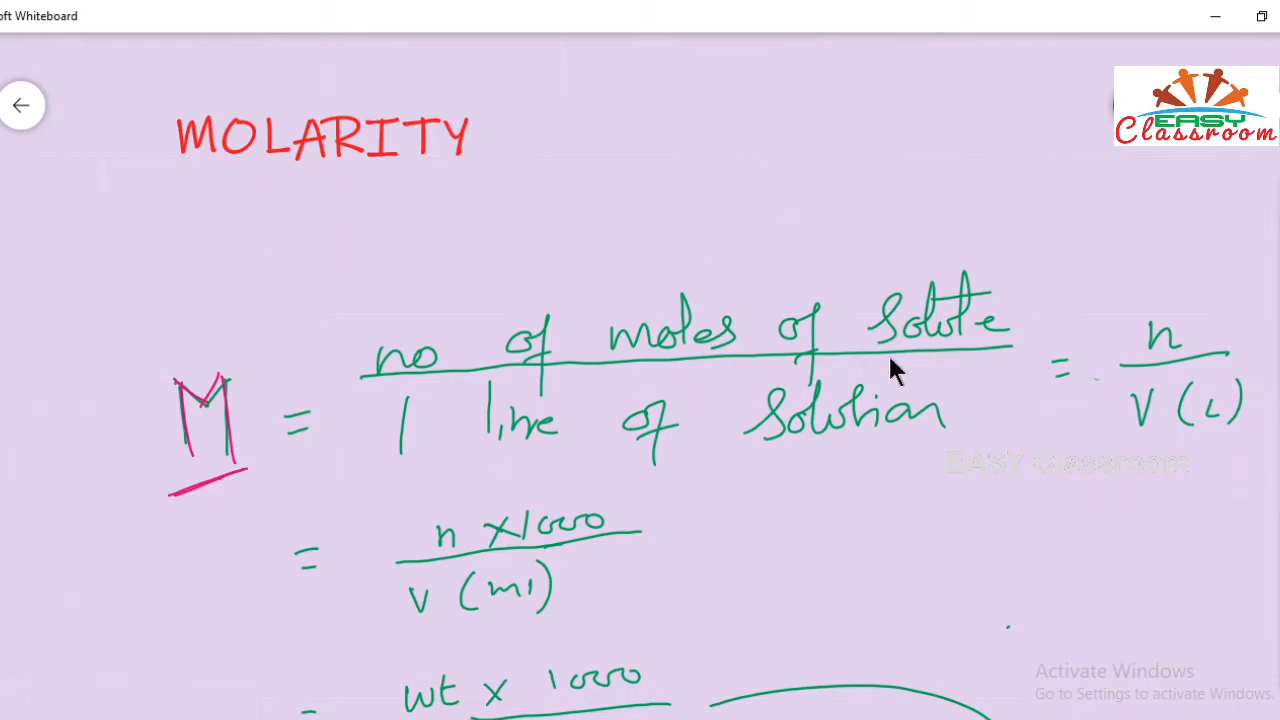 oft Whiteboard
EASY
Classroom
MOLARITY
M = no of moles of solute / 1 litre of solution = n / V (L)
EASY Classroom
= n x1000 / V (ml)
= wt x 1000
Activate Windows
Go to Settings to activate Windows.